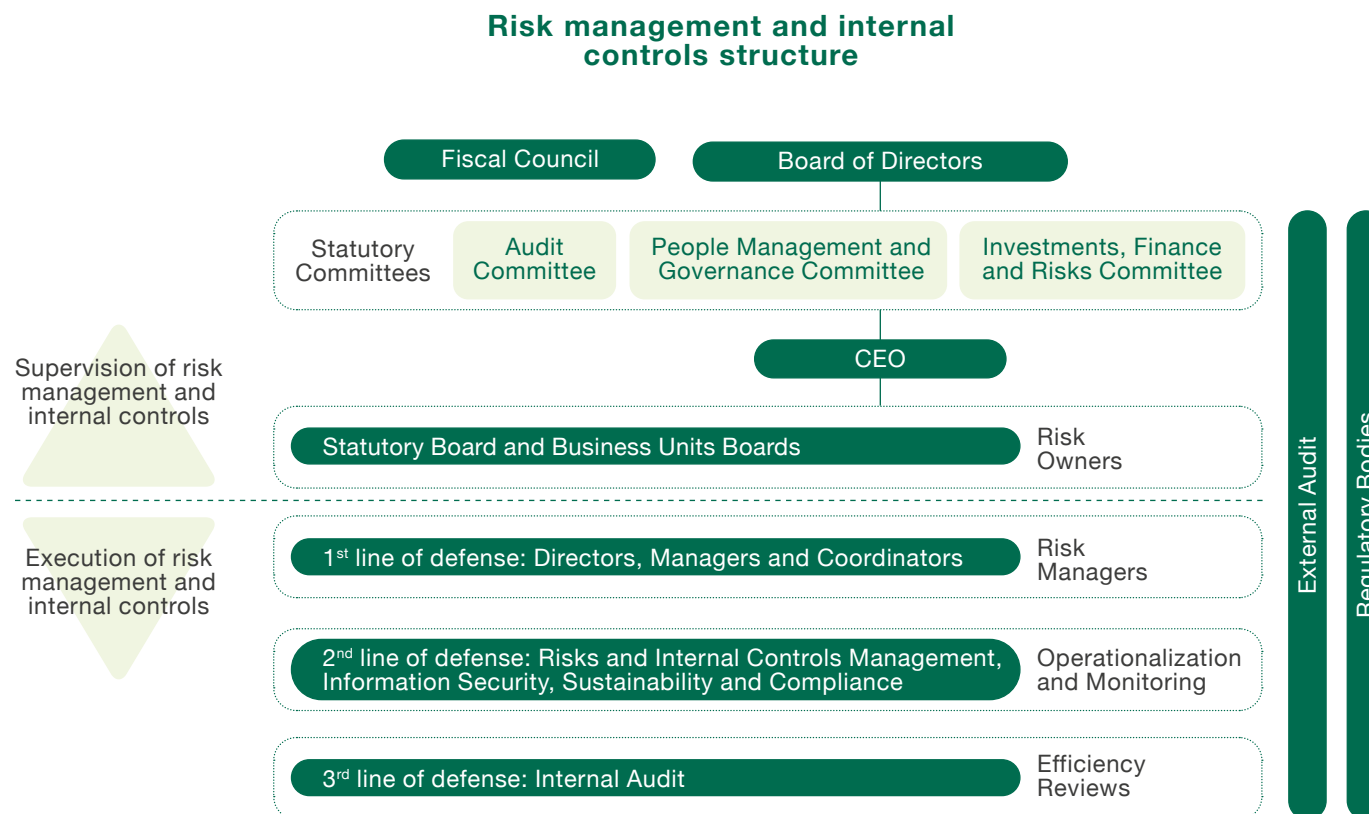 Risk management and internal
controls structure
Fiscal Council
Board of Directors
Statutory
Committees
Audit
Committee
People Management and
Governance Committee
Investments, Finance
and Risks Committee
CEO
Supervision of risk
management and
internal controls
Statutory Board and Business Units Boards
Risk
Owners
Execution of risk
management and
internal controls
1st line of defense: Directors, Managers and Coordinators
Risk
Managers
2nd line of defense: Risks and Internal Controls Management,
Information Security, Sustainability and Compliance
Operationalization
and Monitoring
3rd line of defense: Internal Audit
Efficiency
Reviews
External Audit
Regulatory Bodies